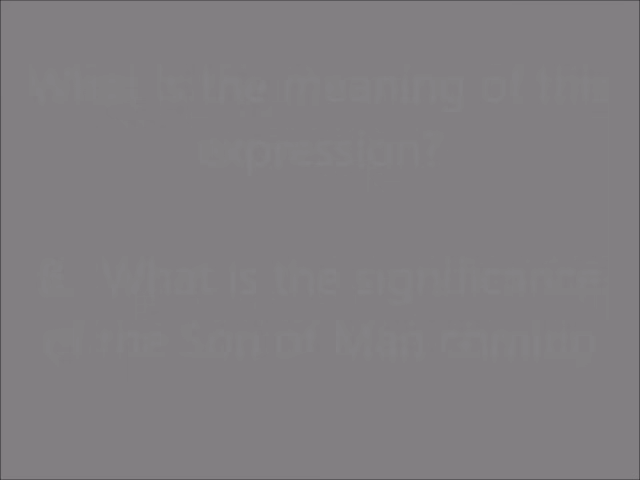 What is the meaning of this
expression?
What is the significance
of the Son of Man coming